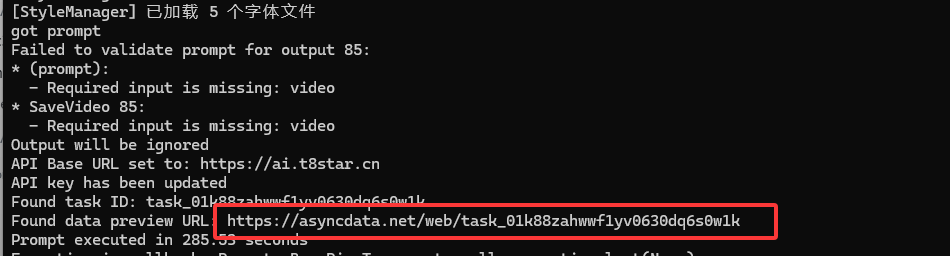 [StyleManager] 已加载 5 个字体文件
got prompt
Failed to validate prompt for output 85:
* (prompt):
  - Required input is missing: video
* SaveVideo 85:
  - Required input is missing: video
Output will be ignored
API Base URL set to: https://ai.t8star.cn
API key has been updated
Found task ID: task_01k88zahwwf1yv0630dq6s0w1k
Found data preview URL: https://asyncdata.net/web/task_01k88zahwwf1yv0630dq6s0w1k
Prompt executed in 285.53 seconds